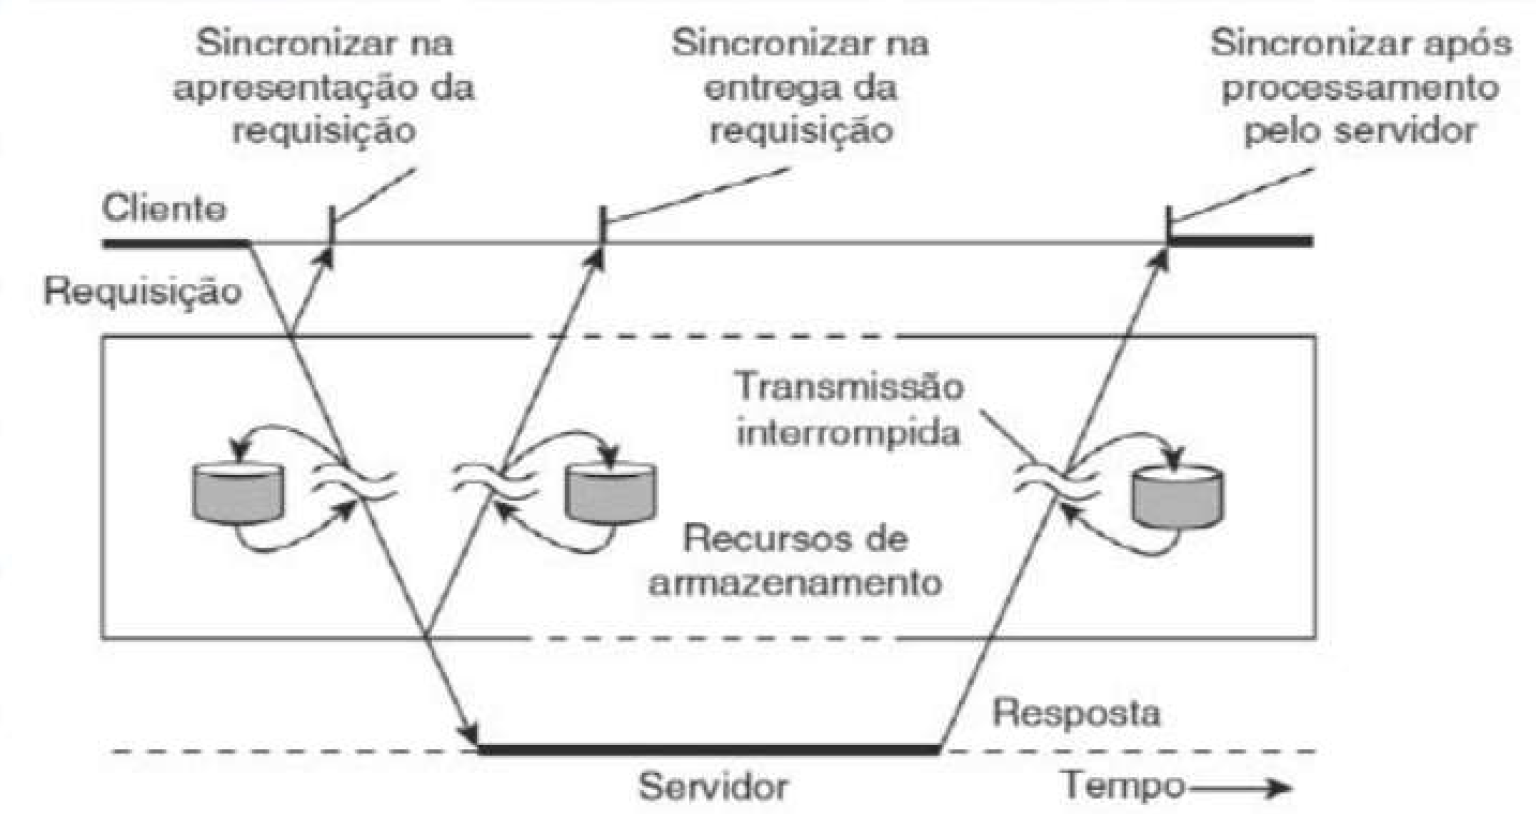 Sincronizar na
apresentação da
requisição
Sincronizar na
entrega da
requisição
Sincronizar após
processamento
pelo servidor
Cliente
Requisição
Transmissão
interrompida
Recursos de
armazenamento
Resposta
Servidor
Tempo